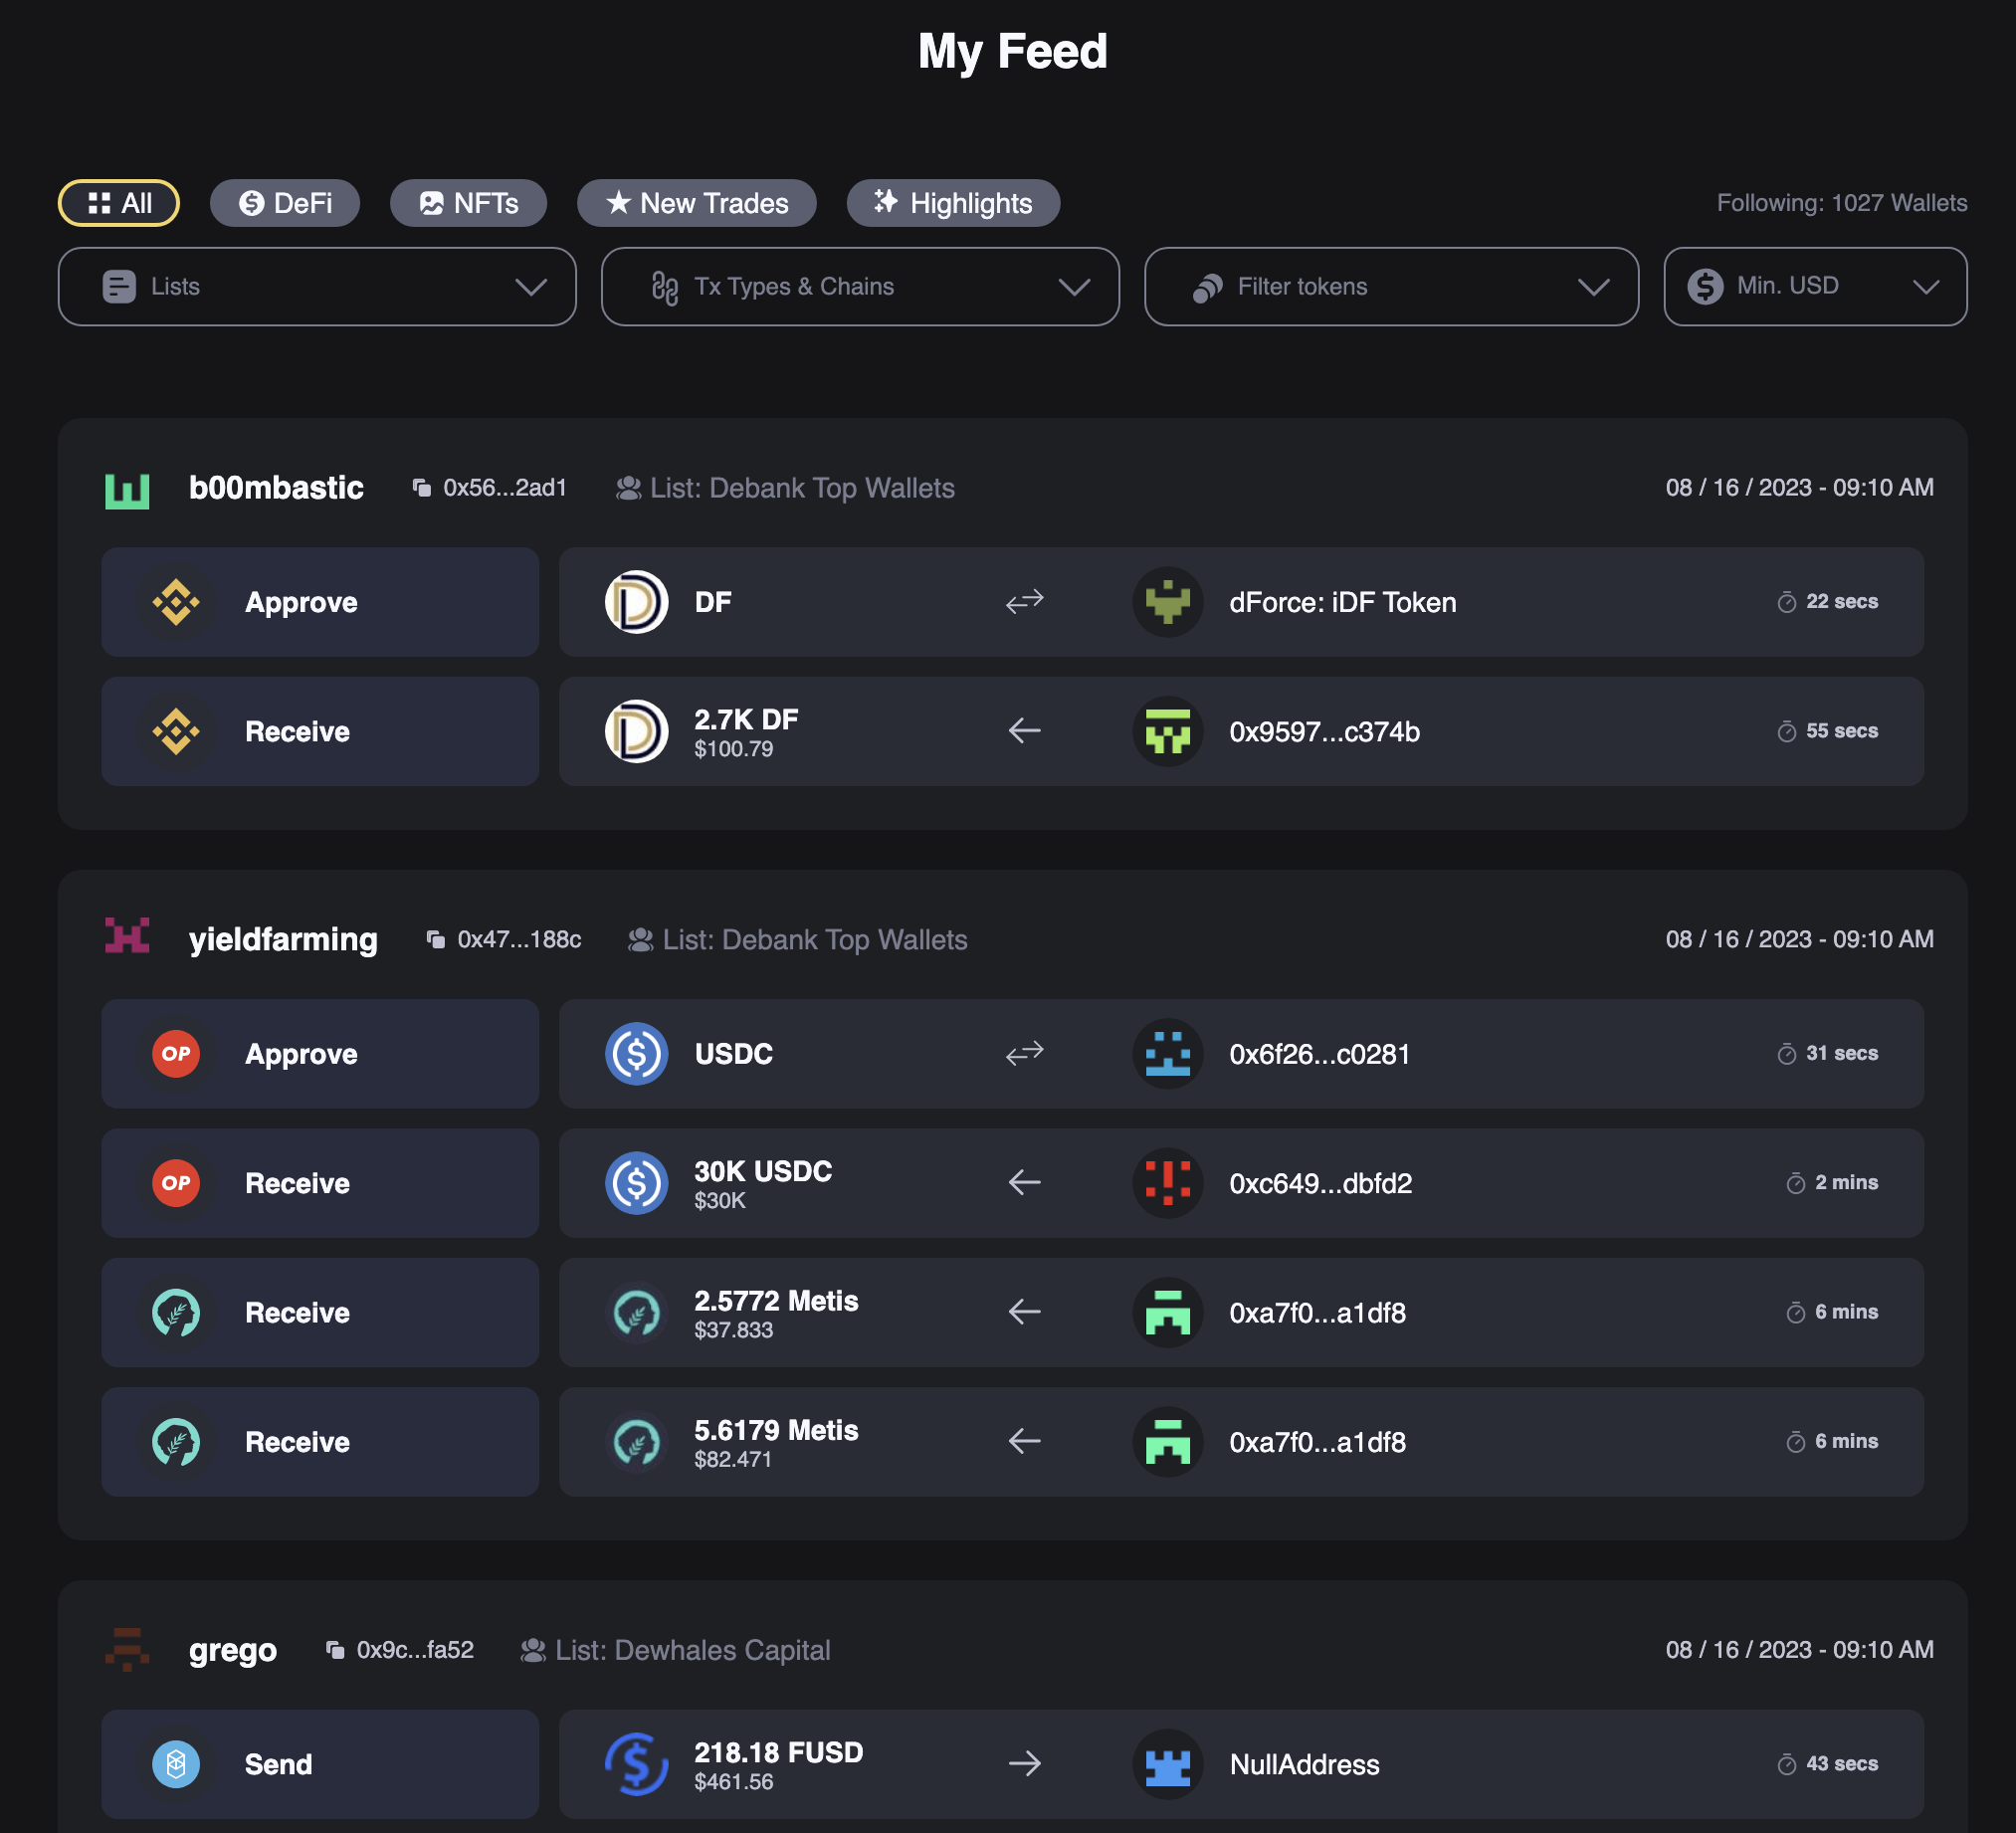 My Feed
All DeFi NFTs New Trades Highlights Following: 1027 Wallets
Lists Tx Types & Chains Filter tokens Min. USD
b00mbastic 0x56...2ad1 List: Debank Top Wallets 08 / 16 / 2023 - 09:10 AM
Approve DF dForce: iDF Token 22 secs
Receive 2.7K DF 0x9597...c374b 55 secs
$100.79
yieldfarming 0x47...188c List: Debank Top Wallets 08 / 16 / 2023 - 09:10 AM
OP Approve USDC 0x6f26...c0281 31 secs
OP Receive 30K USDC 0xc649...dbfd2 2 mins
$30K
Receive 2.5772 Metis 0xa7f0...a1df8 6 mins
$37.833
Receive 5.6179 Metis 0xa7f0...a1df8 6 mins
$82.471
grego 0x9c...fa52 List: Dewhales Capital 08 / 16 / 2023 - 09:10 AM
Send 218.18 FUSD NullAddress 43 secs
$461.56